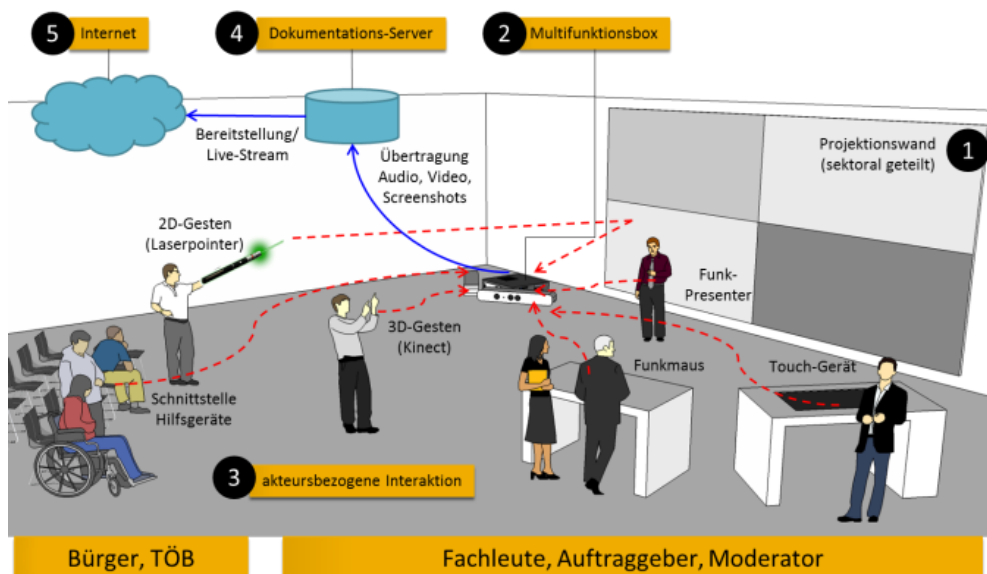 5 Internet
4 Dokumentations-Server
2 Multifunktionsbox
Bereitstellung/
Live-Stream
Übertragung
Audio, Video,
Screenshots
Projektionswand
(sektoral geteilt)
1
2D-Gesten
(Laserpointer)
Funk-
Presenter
3D-Gesten
(Kinect)
Funkmaus
Touch-Gerät
Schnittstelle
Hilfsgeräte
3 akteursbezogene Interaktion
Bürger, TÖB
Fachleute, Auftraggeber, Moderator